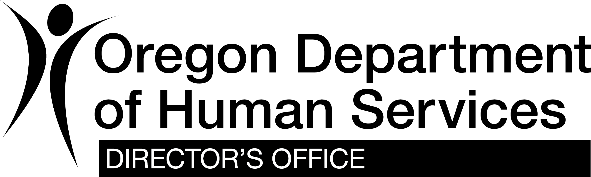 Oregon Department
of Human Services
DIRECTOR'S OFFICE